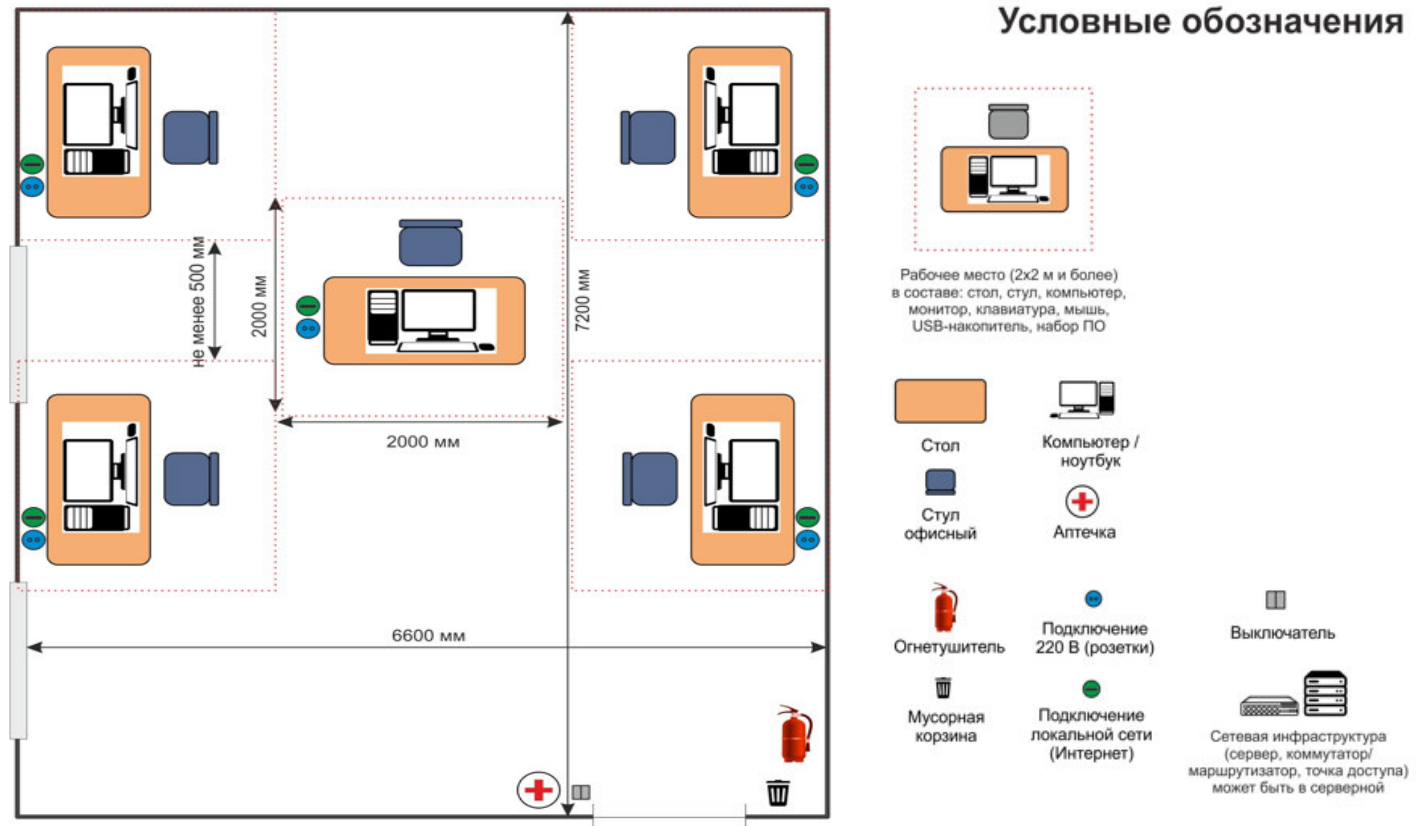 Условные обозначения
не менее 500 мм
2000 мм
7200 мм
2000 мм
6600 мм
Рабочее место (2x2 м и более)
в составе: стол, стул, компьютер,
монитор, клавиатура, мышь,
USB-накопитель, набор ПО
Стол
Компьютер /
ноутбук
Стул
офисный
Аптечка
Огнетушитель
Подключение
220 В (розетки)
Выключатель
Мусорная
корзина
Подключение
локальной сети
(Интернет)
Сетевая инфраструктура
(сервер, коммутатор/
маршрутизатор, точка доступа)
может быть в серверной